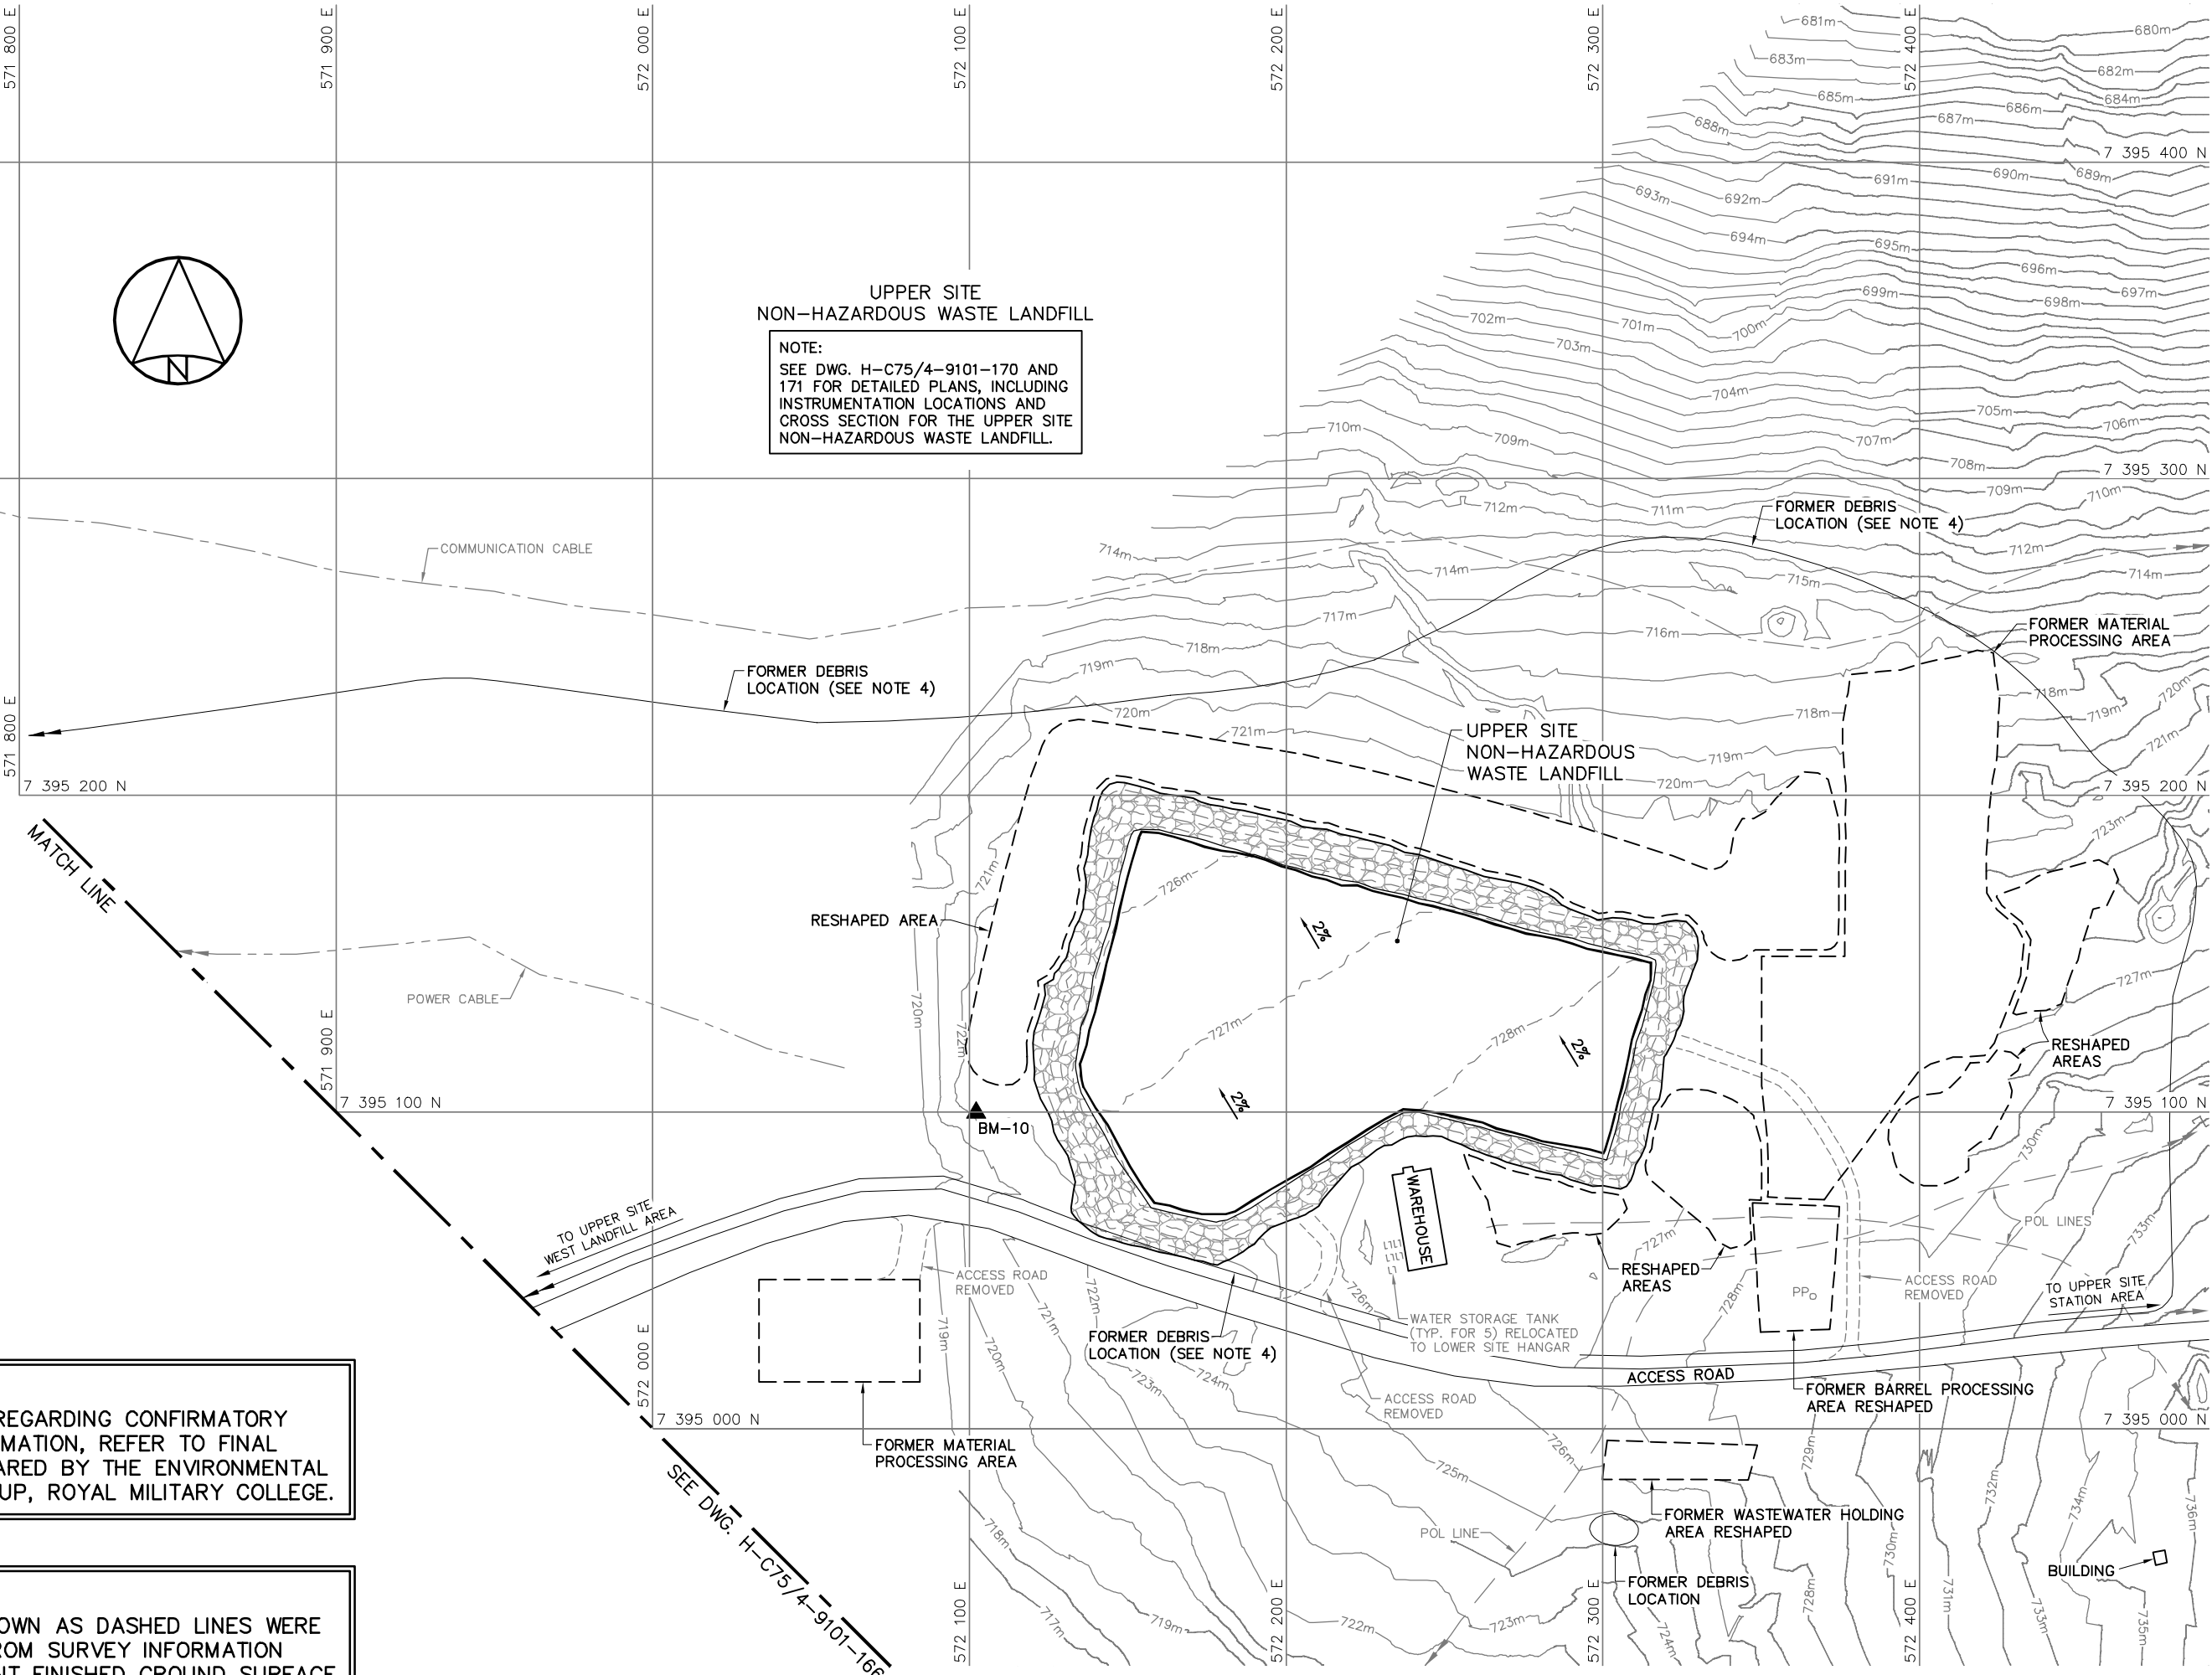 571 800 E
571 900 E
572 000 E
572 100 E
572 200 E
572 300 E
572 400 E
681m
680m
683m
682m
685m
684m
686m
688m
687m
7 395 400 N
693m
692m
691m
690m
689m
694m
695m
696m
699m
698m
697m
N
UPPER SITE
NON-HAZARDOUS WASTE LANDFILL
NOTE:
SEE DWG. H-C75/4-9101-170 AND
171 FOR DETAILED PLANS, INCLUDING
INSTRUMENTATION LOCATIONS AND
CROSS SECTION FOR THE UPPER SITE
NON-HAZARDOUS WASTE LANDFILL.
702m
701m
700m
703m
704m
705m
706m
710m
709m
707m
708m
7 395 300 N
709m
710m
712m
711m
FORMER DEBRIS
LOCATION (SEE NOTE 4)
COMMUNICATION CABLE
714m
714m
715m
712m
714m
717m
716m
718m
719m
FORMER MATERIAL
PROCESSING AREA
FORMER DEBRIS
LOCATION (SEE NOTE 4)
720m
721m
718m
718m
719m
720m
721m
UPPER SITE
NON-HAZARDOUS
WASTE LANDFILL
719m
720m
571 800 E
7 395 200 N
7 395 200 N
723m
MATCH LINE
721m
726m
RESHAPED AREA
2%
727m
POWER CABLE
720m
722m
727m
728m
2%
2%
RESHAPED
AREAS
571 900 E
7 395 100 N
7 395 100 N
BM-10
730m
WAREHOUSE
TO UPPER SITE
WEST LANDFILL AREA
POL LINES
733m
727m
RESHAPED
AREAS
ACCESS ROAD
REMOVED
722m
721m
726m
728m
PP
ACCESS ROAD
REMOVED
TO UPPER SITE
STATION AREA
719m
720m
FORMER DEBRIS
LOCATION (SEE NOTE 4)
WATER STORAGE TANK
(TYP. FOR 5) RELOCATED
TO LOWER SITE HANGAR
ACCESS ROAD
723m
724m
ACCESS ROAD
REMOVED
FORMER BARREL PROCESSING
AREA RESHAPED
572 000 E
7 395 000 N
7 395 000 N
REGARDING CONFIRMATORY
MATION, REFER TO FINAL
ARED BY THE ENVIRONMENTAL
UP, ROYAL MILITARY COLLEGE.
FORMER MATERIAL
PROCESSING AREA
726m
725m
729m
732m
734m
736m
SEE DWG. H-C75/4-9101-166
718m
POL LINE
FORMER WASTEWATER HOLDING
AREA RESHAPED
730m
BUILDING
FORMER DEBRIS
LOCATION
OWN AS DASHED LINES WERE
ROM SURVEY INFORMATION
NT FINISHED GROUND SURFACE
572 100 E
572 200 E
572 300 E
572 400 E
717m
719m
722m
723m
724m
728m
731m
733m
735m